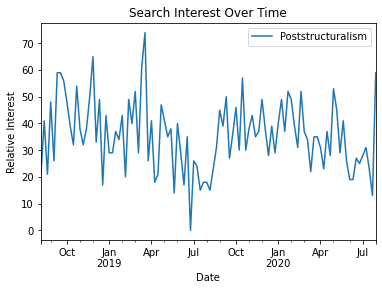 Search Interest Over Time
Poststructuralism
Relative Interest
70
60
50
40
30
20
10
0
Oct Jan Apr Jul Oct Jan Apr Jul
2019 2020
Date